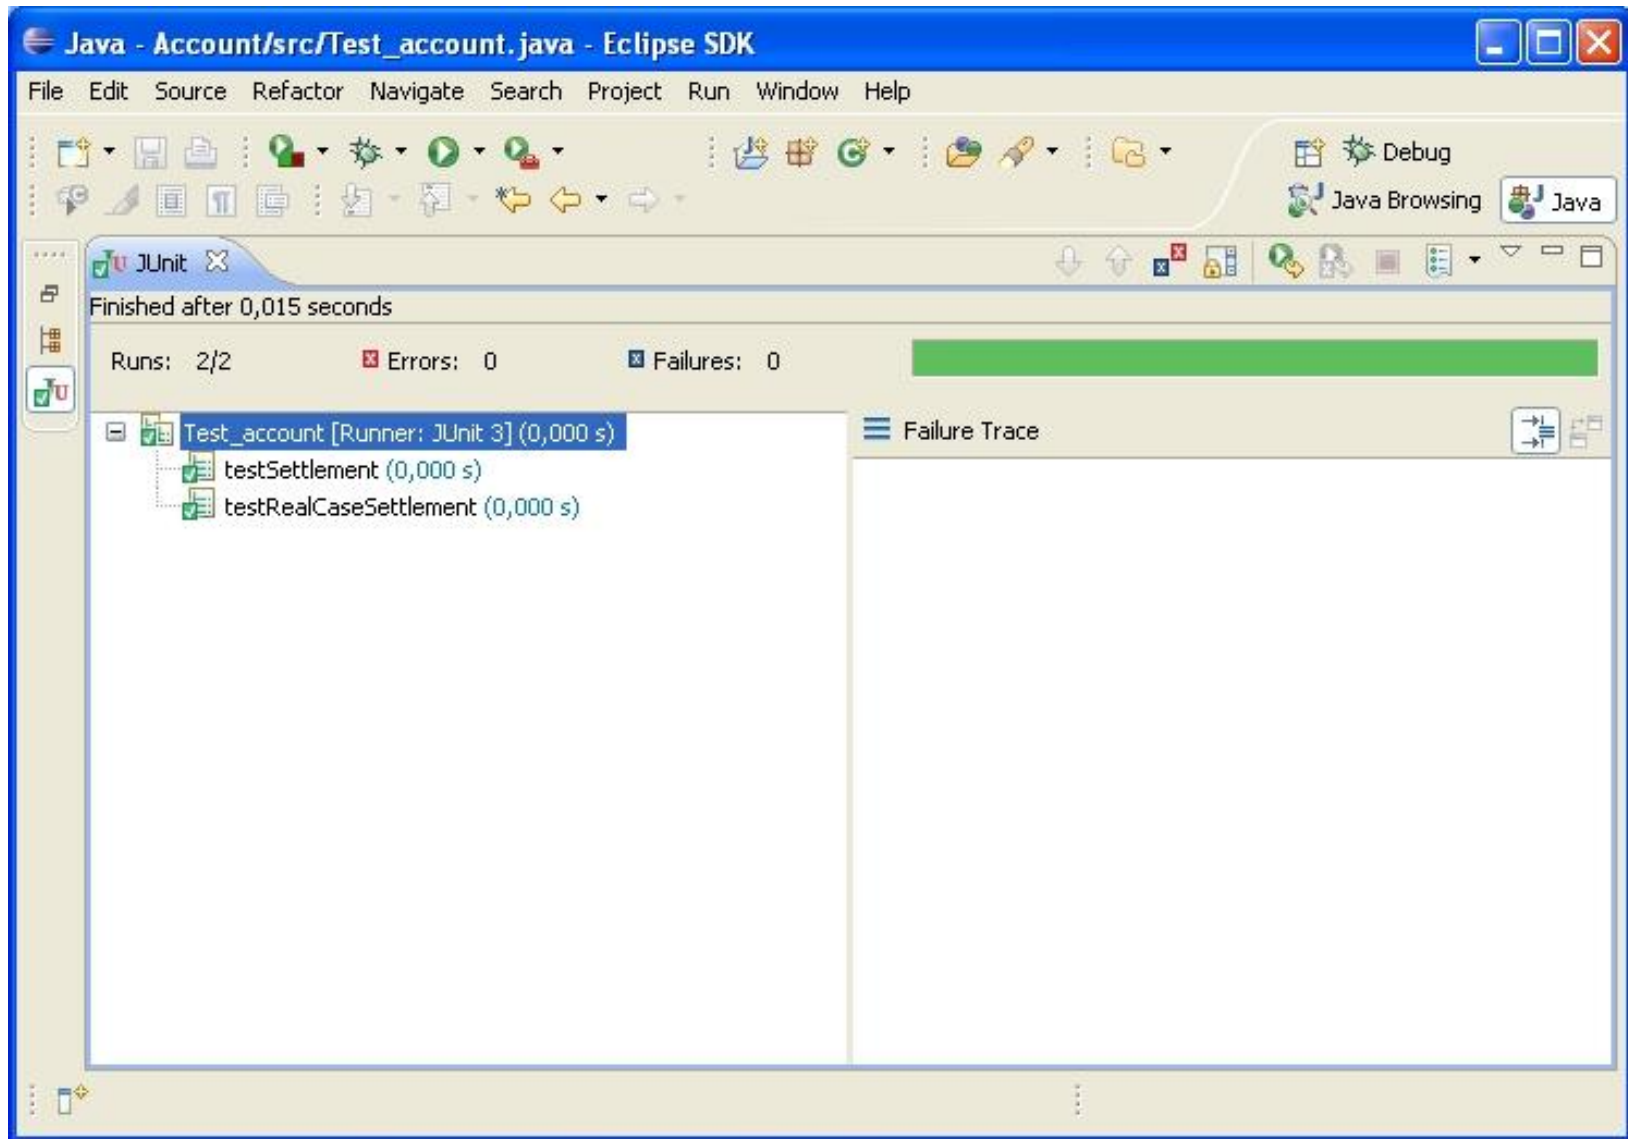 Java - Account/src/Test_account.java - Eclipse SDK
File Edit Source Refactor Navigate Search Project Run Window Help
Debug
Java Browsing Java
JUnit
Finished after 0,015 seconds
Runs: 2/2 Errors: 0 Failures: 0
Test_account [Runner: JUnit 3] (0,000 s)
Failure Trace
testSettlement (0,000 s)
testRealCaseSettlement (0,000 s)